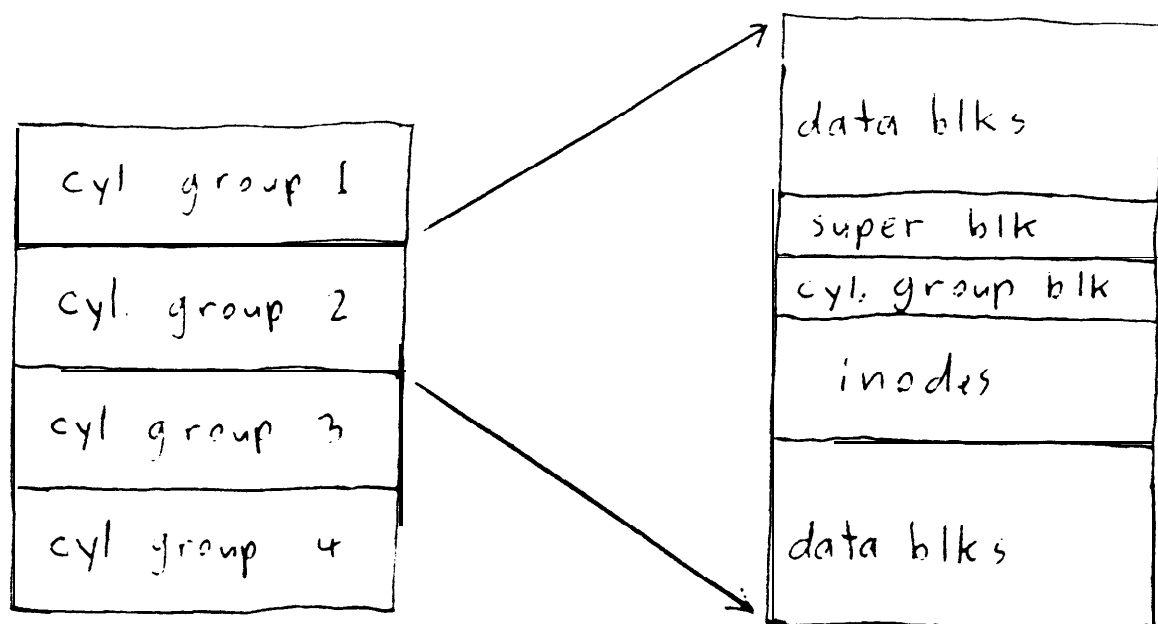 cyl group 1
cyl. group 2
cyl group 3
cyl group 4
data blks
super blk
cyl. group blk
inodes
data blks